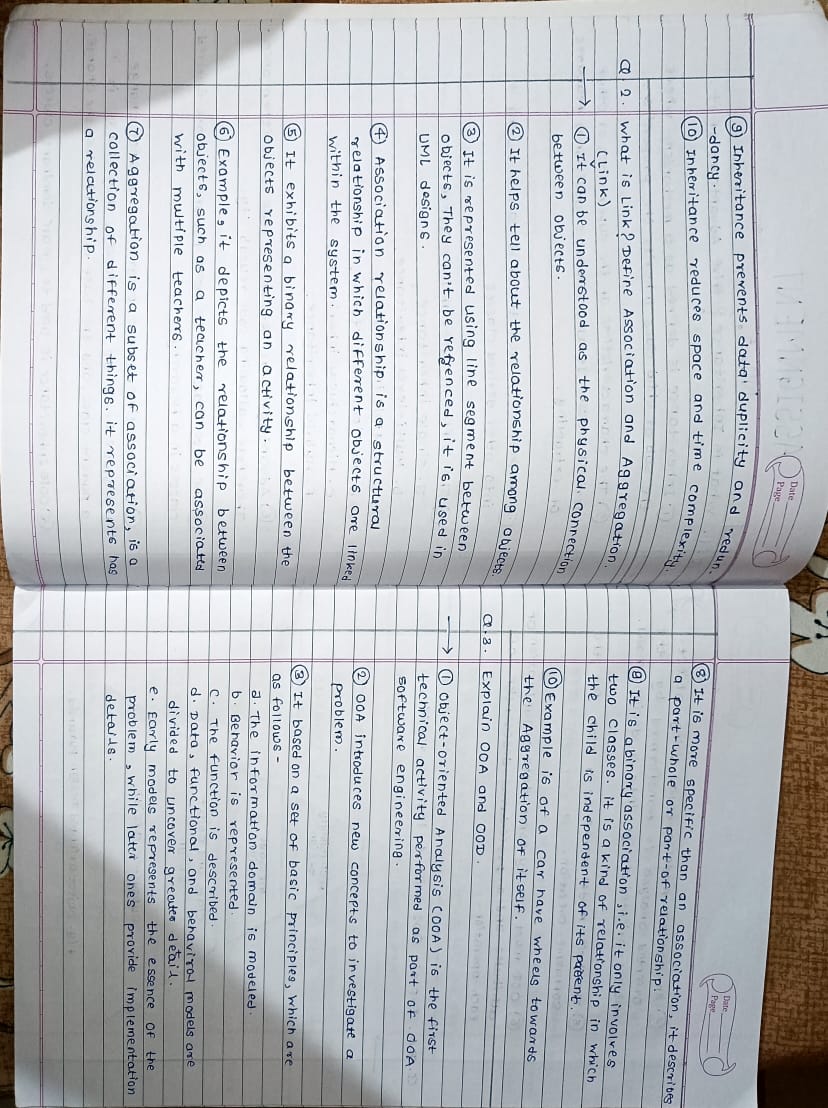 Date
Page
⑨ Inheritance prevents data duplicity and redun-
-dancy.
⑩ Inheritance reduces space and time complexity.
Q 2. What is Link? Define Association and Aggregation.
(Link)
→ ① It can be understood as the physical connection
between objects.
② It helps tell about the relationship among objects.
③ It is represented using line segment between
objects, They can't be refenced, it is used in
UML designs.
④ Association relationship is a structural
relationship in which different objects are linked
within the system.
⑤ It exhibits a binary relationship between the
objects representing an activity.
⑥ Example, it depicts the relationship between
objects, such as a teacher, can be associated
with multiple teachers.
⑦ Aggregation is a subset of association, is a
collection of different things. it represents has
a relationship.
Date
Page
⑧ It is more specific than an association, it describes
a part-whole or part-of relationship.
⑨ It is a binary association, i.e. it only involves
two classes. it is a kind of relationship in which
the child is independent of its parent.
⑩ Example is of a car have wheels towards
the Aggregation of itself.
Q.3. Explain OOA and OOD.
→ ① Object-oriented Analysis (OOA) is the first
technical activity performed as part of OOA
software engineering.
② OOA introduces new concepts to investigate a
problem.
③ It based on a set of basic principles, which are
as follows -
a. The information domain is modeled.
b. Behavior is represented.
c. The function is described.
d. Data, functional, and behavioral models are
divided to uncover greater detail.
e. Early models represents the essence of the
problem, while later ones provide implementation
details.